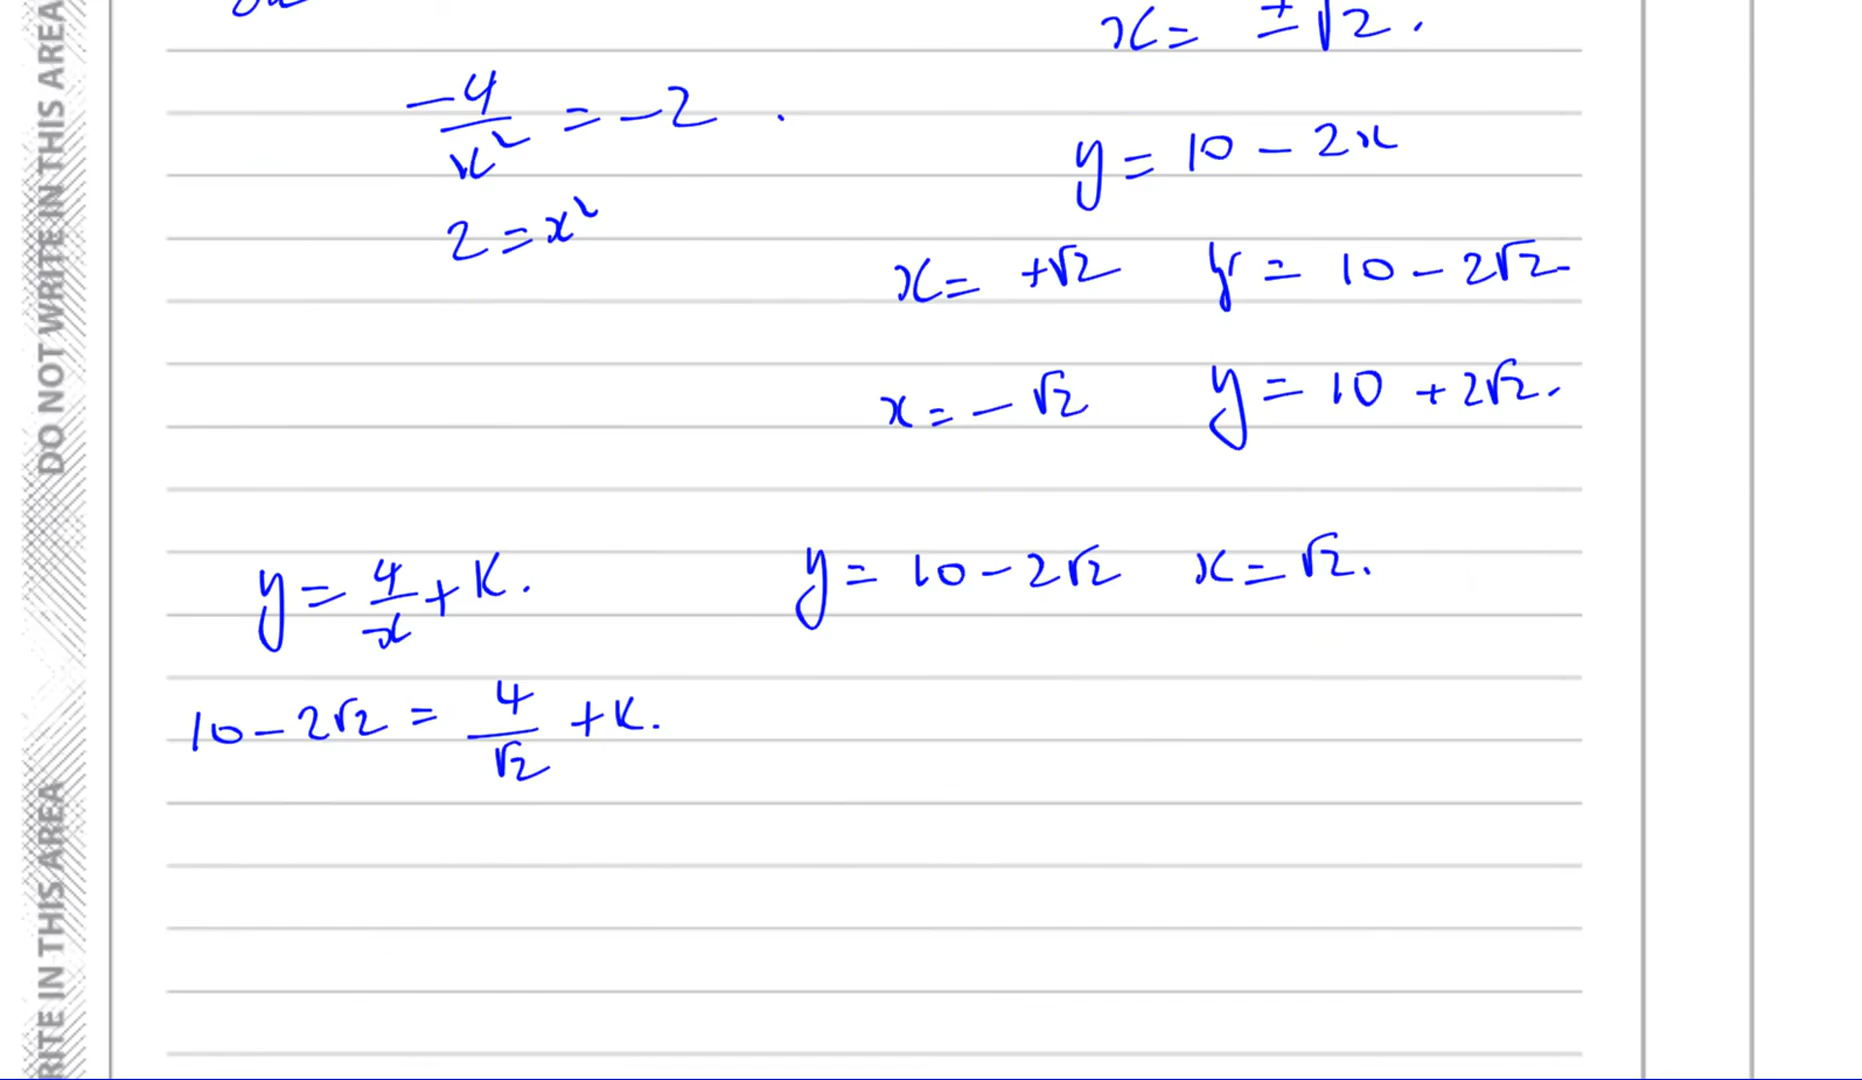 x = ±√2.
-4/x² = -2 .
y = 10 - 2x
2 = x²
x = +√2 y = 10 - 2√2
x = -√2 y = 10 + 2√2.
y = 4/x + K. y = 10 - 2√2 x = √2.
10 - 2√2 = 4/√2 + K.
DO NOT WRITE IN THIS AREA
RITE IN THIS AREA